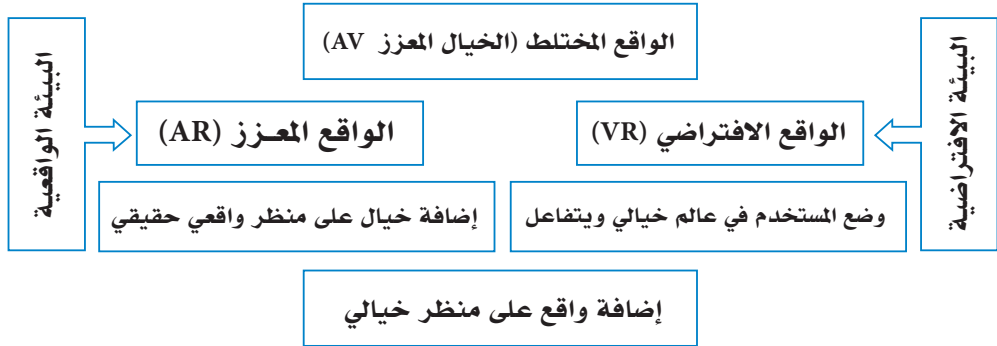 الواقع المختلط (الخيال المعزز AV)
البيئة الافتراضية
البيئة الواقعية
الواقع الافتراضي (VR)
الواقع المعـزز (AR)
وضع المستخدم في عالم خيالي ويتفاعل
إضافة خيال على منظر واقعي حقيقي
إضافة واقع على منظر خيالي